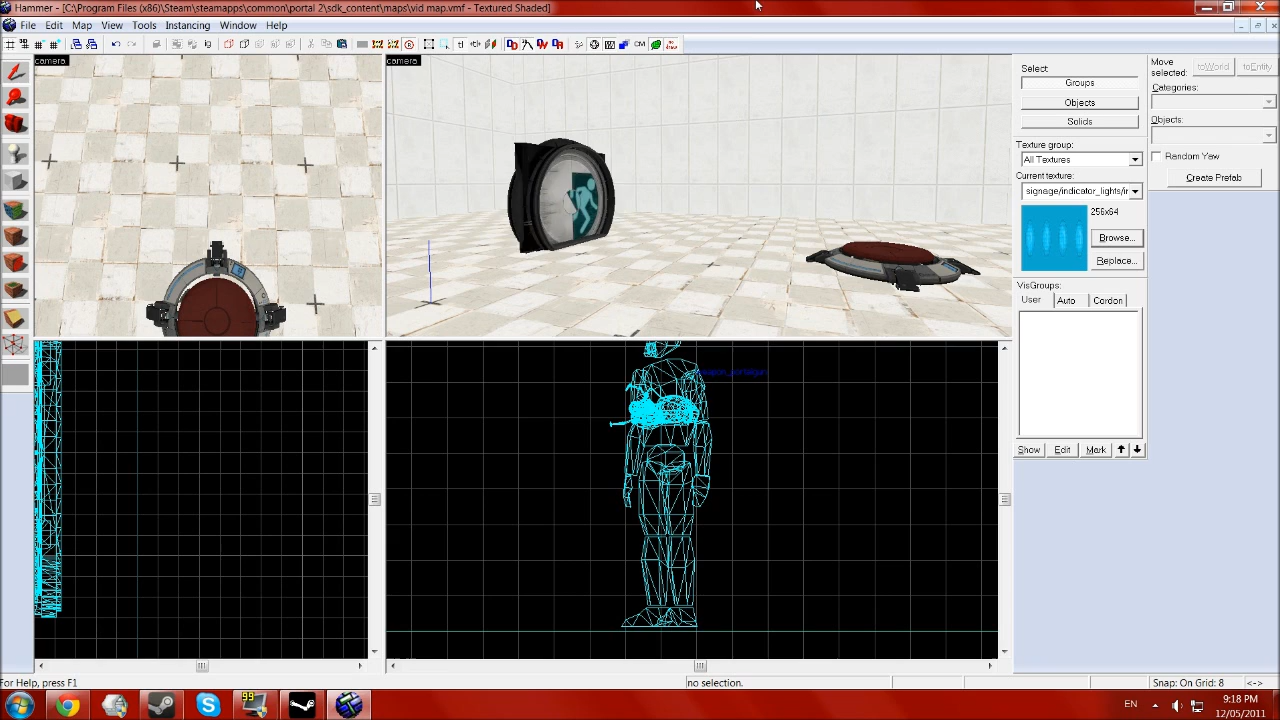 Hammer - [C:\Program Files (x86)\Steam\steamapps\common\portal 2\sdk_content\maps\vid map.vmf - Textured Shaded]
File Edit Map View Tools Instancing Window Help
CM
camera
camera
Select:
Groups
Objects
Solids
Texture group:
All Textures
Current texture:
signage/indicator_lights/ir
256x64
Browse...
Replace...
VisGroups:
User Auto Cordon
Show Edit Mark
Move selected:
toWorld toEntity
Categories:
Objects:
Random Yaw
Create Prefab
weapon_portalgun
For Help, press F1
no selection.
Snap: On Grid: 8
<->
99
EN
9:18 PM
12/05/2011